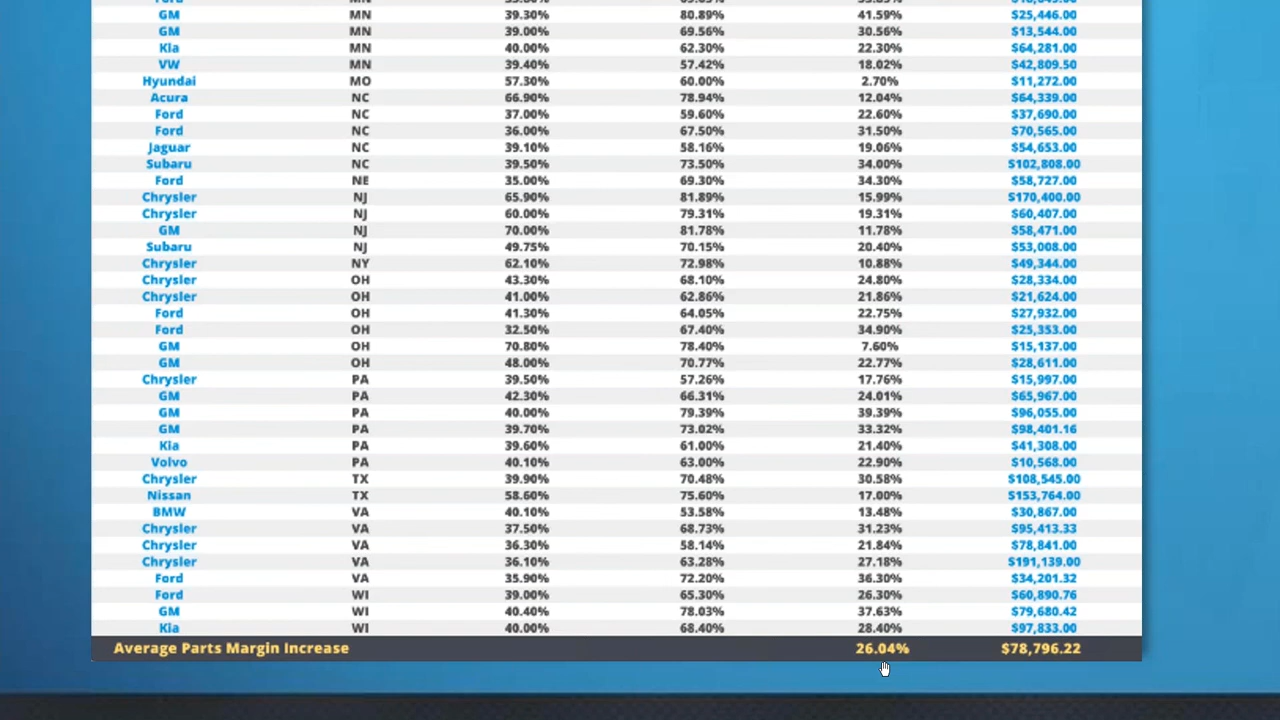 GM MN 39.30% 80.89% 41.59% $25,446.00
GM MN 39.00% 69.56% 30.56% $13,544.00
Kia MN 40.00% 62.30% 22.30% $64,281.00
VW MN 39.40% 57.42% 18.02% $42,809.50
Hyundai MO 57.30% 60.00% 2.70% $11,272.00
Acura NC 66.90% 78.94% 12.04% $64,339.00
Ford NC 37.00% 59.60% 22.60% $37,690.00
Ford NC 36.00% 67.50% 31.50% $70,565.00
Jaguar NC 39.10% 58.16% 19.06% $54,653.00
Subaru NC 39.50% 73.50% 34.00% $102,808.00
Ford NE 35.00% 69.30% 34.30% $58,727.00
Chrysler NJ 65.90% 81.89% 15.99% $170,400.00
Chrysler NJ 60.00% 79.31% 19.31% $60,407.00
GM NJ 70.00% 81.78% 11.78% $58,471.00
Subaru NJ 49.75% 70.15% 20.40% $53,008.00
Chrysler NY 62.10% 72.98% 10.88% $49,344.00
Chrysler OH 43.30% 68.10% 24.80% $28,334.00
Chrysler OH 41.00% 62.86% 21.86% $21,624.00
Ford OH 41.30% 64.05% 22.75% $27,932.00
Ford OH 32.50% 67.40% 34.90% $25,353.00
GM OH 70.80% 78.40% 7.60% $15,137.00
GM OH 48.00% 70.77% 22.77% $28,611.00
Chrysler PA 39.50% 57.26% 17.76% $15,997.00
GM PA 42.30% 66.31% 24.01% $65,967.00
GM PA 40.00% 79.39% 39.39% $96,055.00
GM PA 39.70% 73.02% 33.32% $98,401.16
Kia PA 39.60% 61.00% 21.40% $41,308.00
Volvo PA 40.10% 63.00% 22.90% $10,568.00
Chrysler TX 39.90% 70.48% 30.58% $108,545.00
Nissan TX 58.60% 75.60% 17.00% $153,764.00
BMW VA 40.10% 53.58% 13.48% $30,867.00
Chrysler VA 37.50% 68.73% 31.23% $95,413.33
Chrysler VA 36.30% 58.14% 21.84% $78,841.00
Chrysler VA 36.10% 63.28% 27.18% $191,139.00
Ford VA 35.90% 72.20% 36.30% $34,201.32
Ford WI 39.00% 65.30% 26.30% $60,890.76
GM WI 40.40% 78.03% 37.63% $79,680.42
Kia WI 40.00% 68.40% 28.40% $97,833.00
Average Parts Margin Increase 26.04% $78,796.22